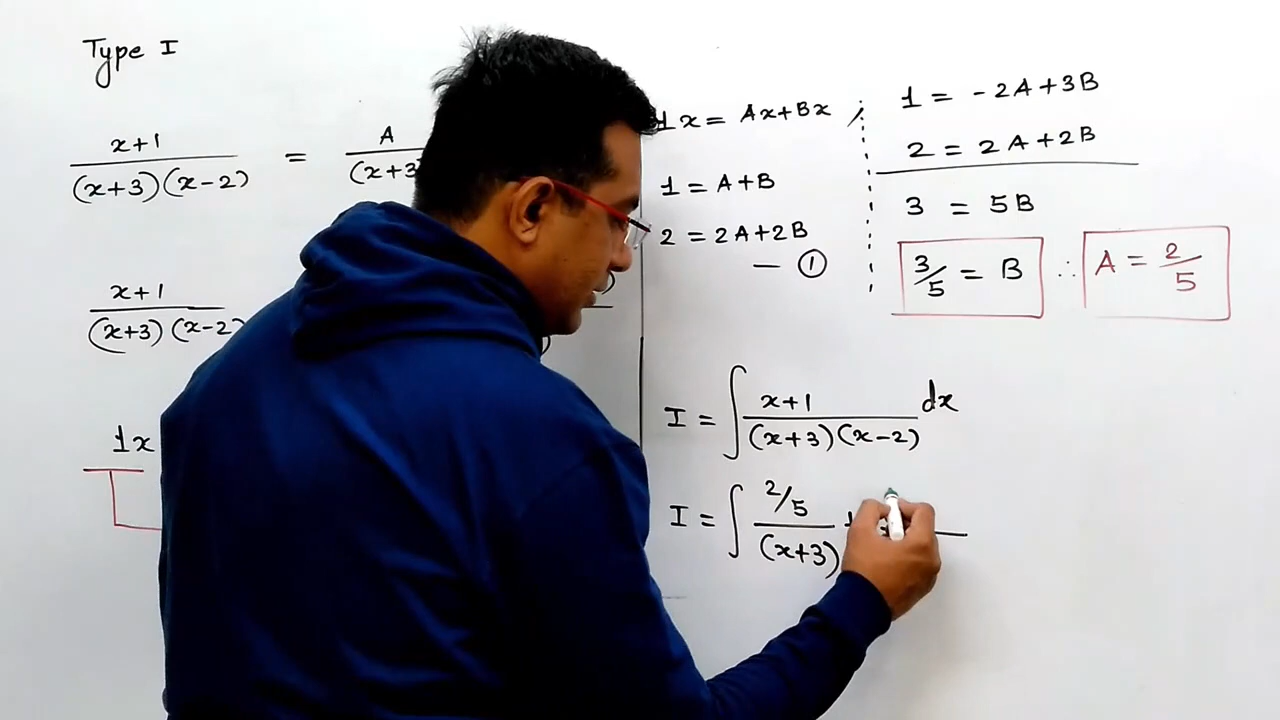 Type I
x+1/(x+3)(x-2) = A/(x+3
x+1/(x+3)(x-2)
1x
1x = Ax+Bx
1 = A+B
2 = 2A+2B
— ①
1 = -2A+3B
2 = 2A+2B
3 = 5B
3/5 = B ∴ A = 2/5
I = ∫ x+1/(x+3)(x-2) dx
I = ∫ 2/5/(x+3) +